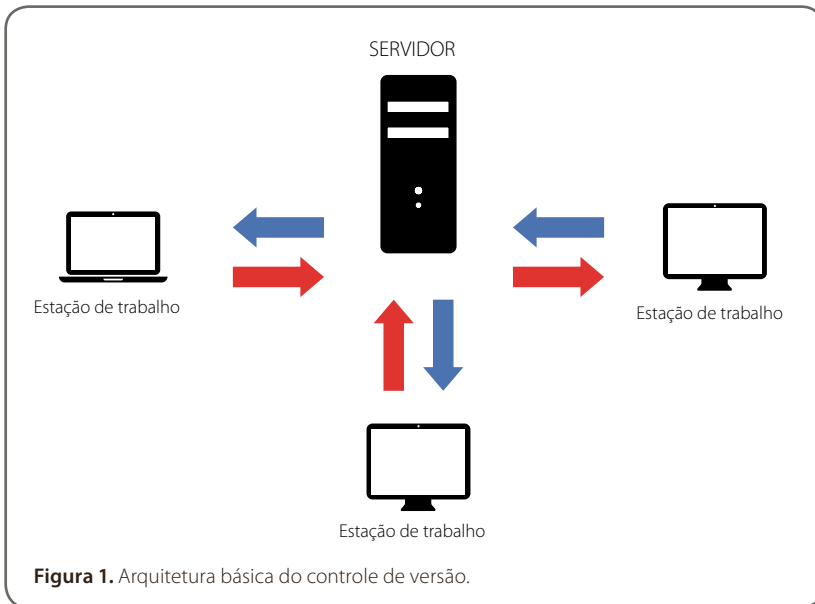 SERVIDOR
Estação de trabalho
Estação de trabalho
Estação de trabalho
Figura 1. Arquitetura básica do controle de versão.